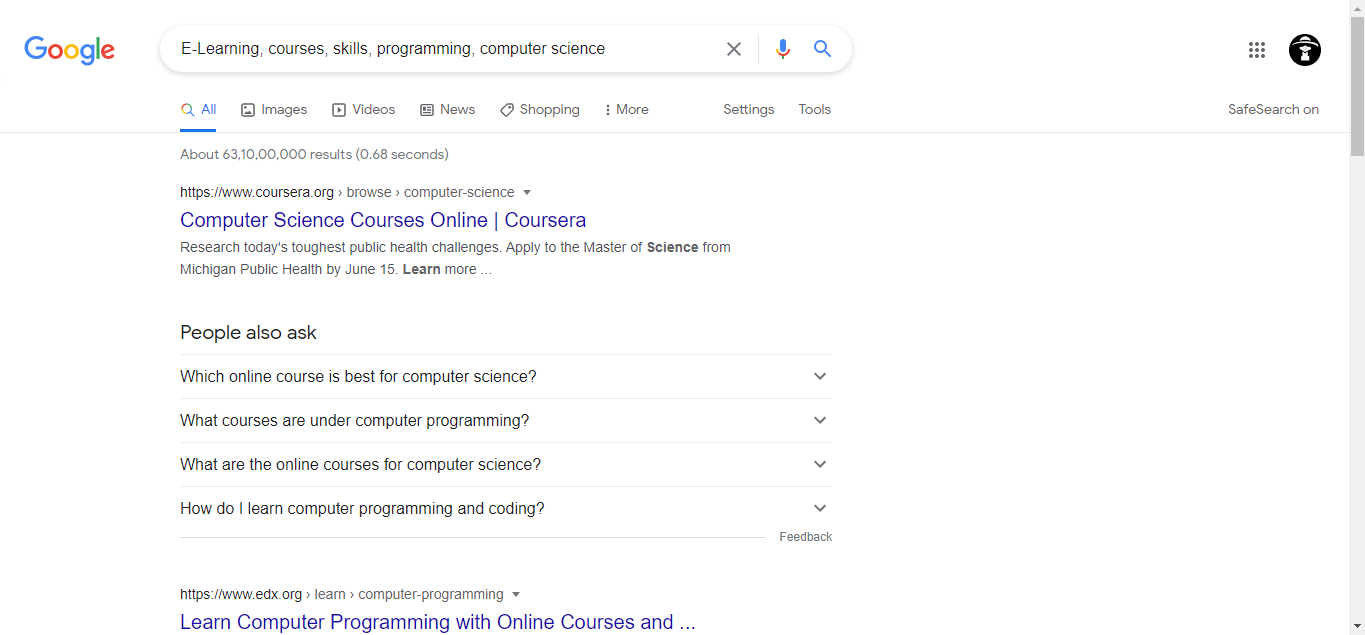 Google
E-Learning, courses, skills, programming, computer science
All Images Videos News Shopping More Settings Tools SafeSearch on
About 63,10,00,000 results (0.68 seconds)
https://www.coursera.org › browse › computer-science
Computer Science Courses Online | Coursera
Research today's toughest public health challenges. Apply to the Master of Science from
Michigan Public Health by June 15. Learn more ...
People also ask
Which online course is best for computer science?
What courses are under computer programming?
What are the online courses for computer science?
How do I learn computer programming and coding?
Feedback
https://www.edx.org › learn › computer-programming
Learn Computer Programming with Online Courses and ...